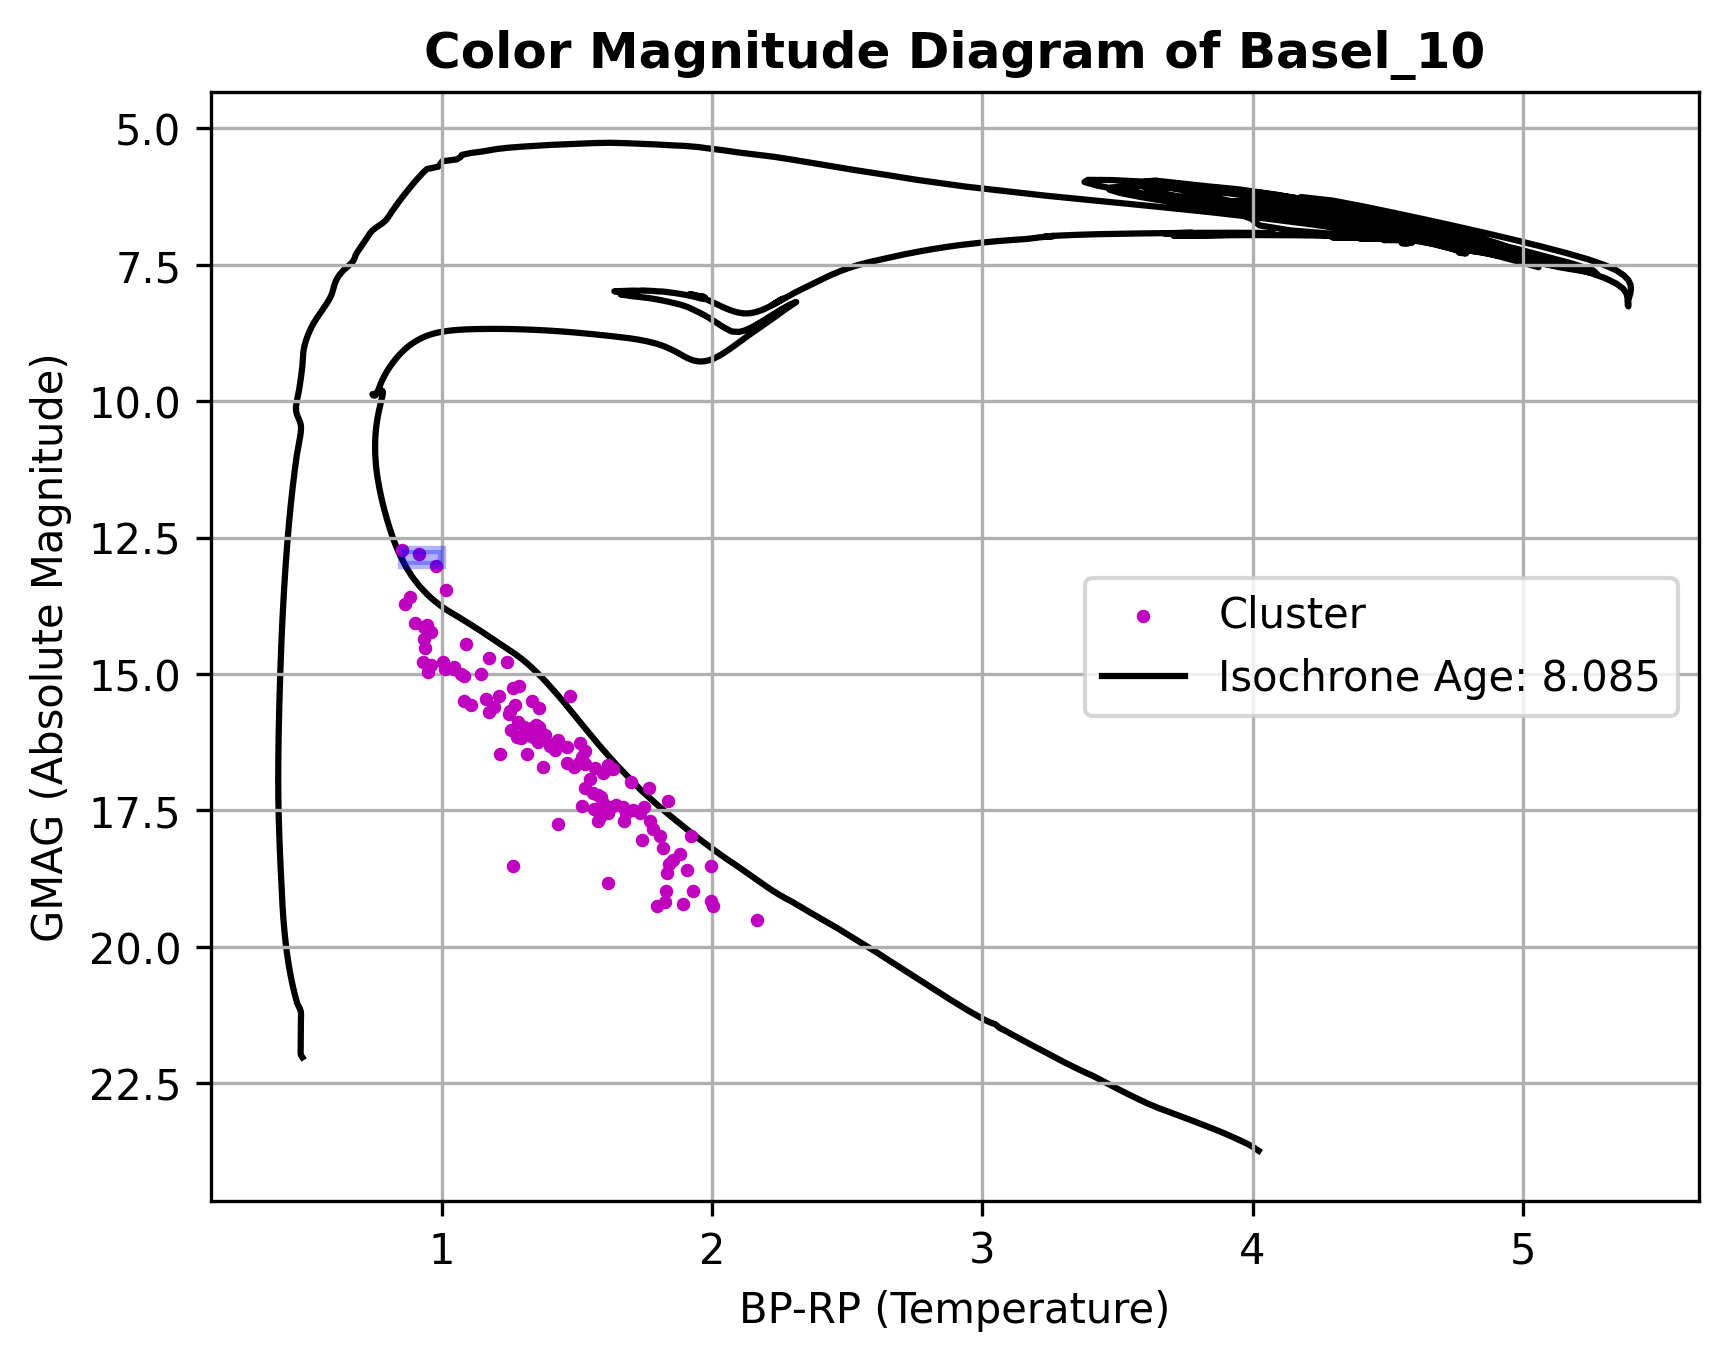 Color Magnitude Diagram of Basel_10
GMAG (Absolute Magnitude)
5.0
7.5
10.0
12.5
15.0
17.5
20.0
22.5
Cluster
Isochrone Age: 8.085
1 2 3 4 5
BP-RP (Temperature)